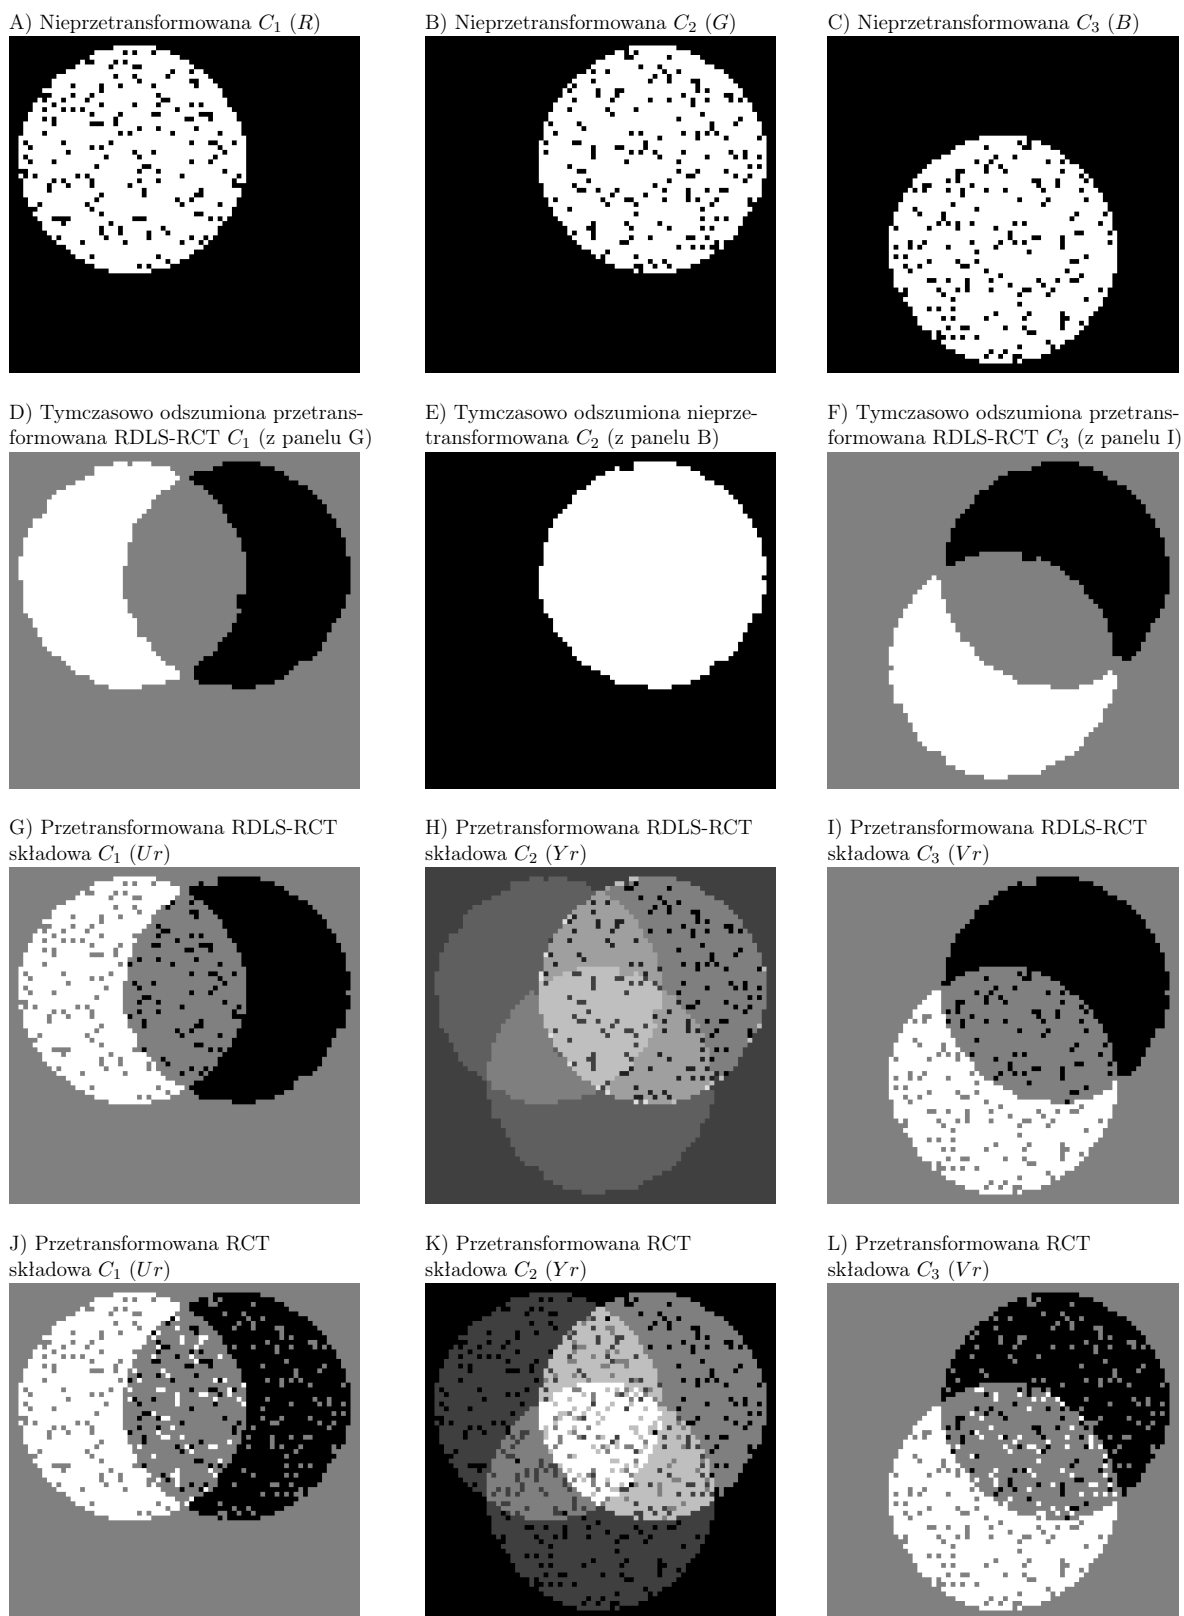 A) Nieprzetransformowana C₁ (R)
B) Nieprzetransformowana C₂ (G)
C) Nieprzetransformowana C₃ (B)
D) Tymczasowo odszumiona przetrans-
formowana RDLS-RCT C₁ (z panelu G)
E) Tymczasowo odszumiona nieprze-
transformowana C₂ (z panelu B)
F) Tymczasowo odszumiona przetrans-
formowana RDLS-RCT C₃ (z panelu I)
G) Przetransformowana RDLS-RCT
składowa C₁ (Ur)
H) Przetransformowana RDLS-RCT
składowa C₂ (Yr)
I) Przetransformowana RDLS-RCT
składowa C₃ (Vr)
J) Przetransformowana RCT
składowa C₁ (Ur)
K) Przetransformowana RCT
składowa C₂ (Yr)
L) Przetransformowana RCT
składowa C₃ (Vr)